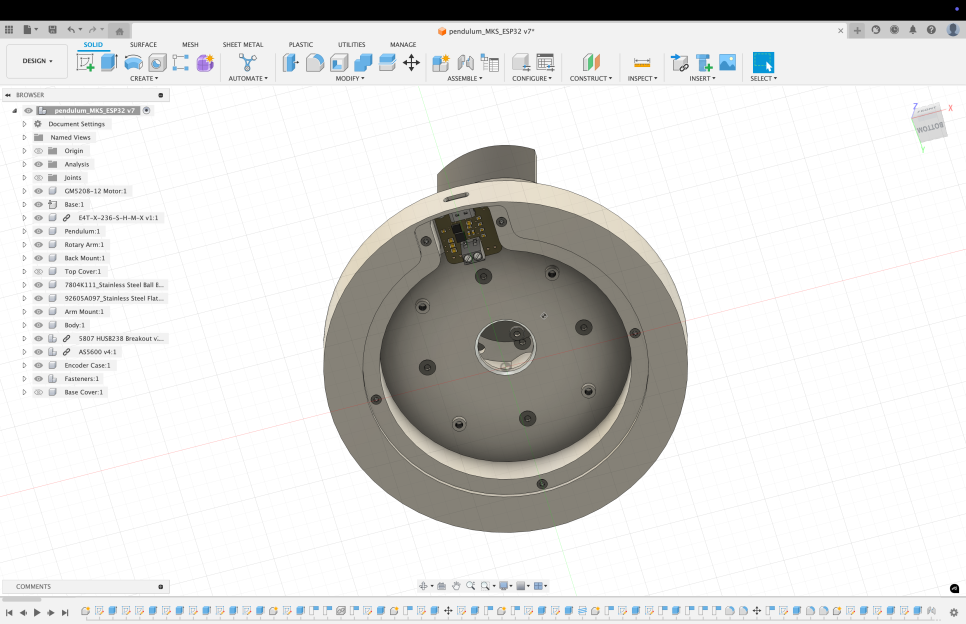 pendulum_MKS_ESP32 v7*
SOLID SURFACE MESH SHEET METAL PLASTIC UTILITIES MANAGE
DESIGN
CREATE AUTOMATE MODIFY ASSEMBLE CONFIGURE CONSTRUCT INSPECT INSERT SELECT
BROWSER
pendulum_MKS_ESP32 v7
Document Settings
Named Views
Origin
Analysis
Joints
GM5208-12 Motor:1
Base:1
E4T-X-236-S-H-M-X v1:1
Pendulum:1
Rotary Arm:1
Back Mount:1
Top Cover:1
7804K111_Stainless Steel Ball B...
92605A097_Stainless Steel Flat...
Arm Mount:1
Body:1
5807 HUSB238 Breakout v...
AS5600 v4:1
Encoder Case:1
Fasteners:1
Base Cover:1
Z
X
BOTTOM
Y
COMMENTS